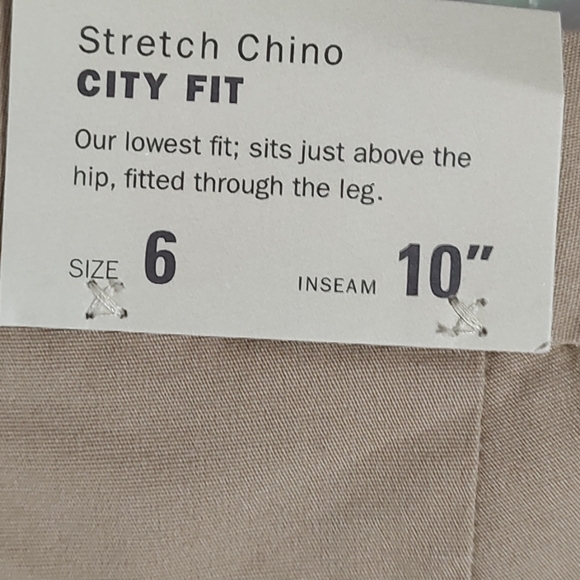 Stretch Chino
CITY FIT
Our lowest fit; sits just above the
hip, fitted through the leg.
SIZE 6 INSEAM 10"